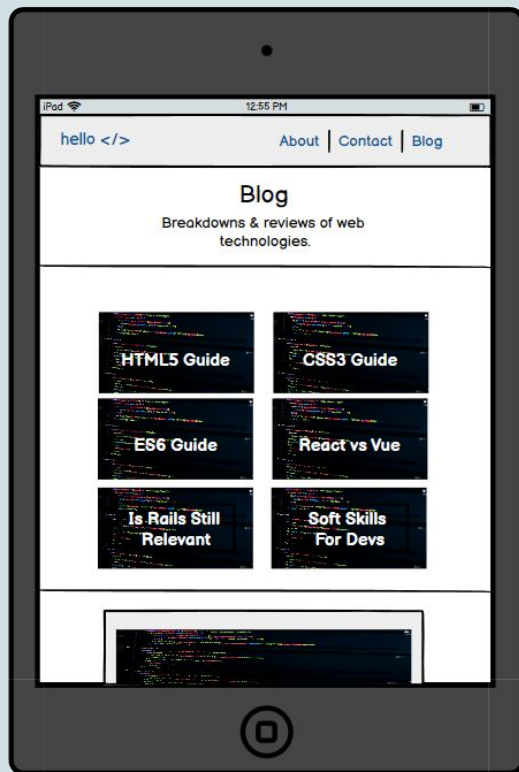 iPad 12:55 PM
hello </> About | Contact | Blog
Blog
Breakdowns & reviews of web
technologies.
HTML5 Guide CSS3 Guide
ES6 Guide React vs Vue
Is Rails Still Soft Skills
Relevant For Devs